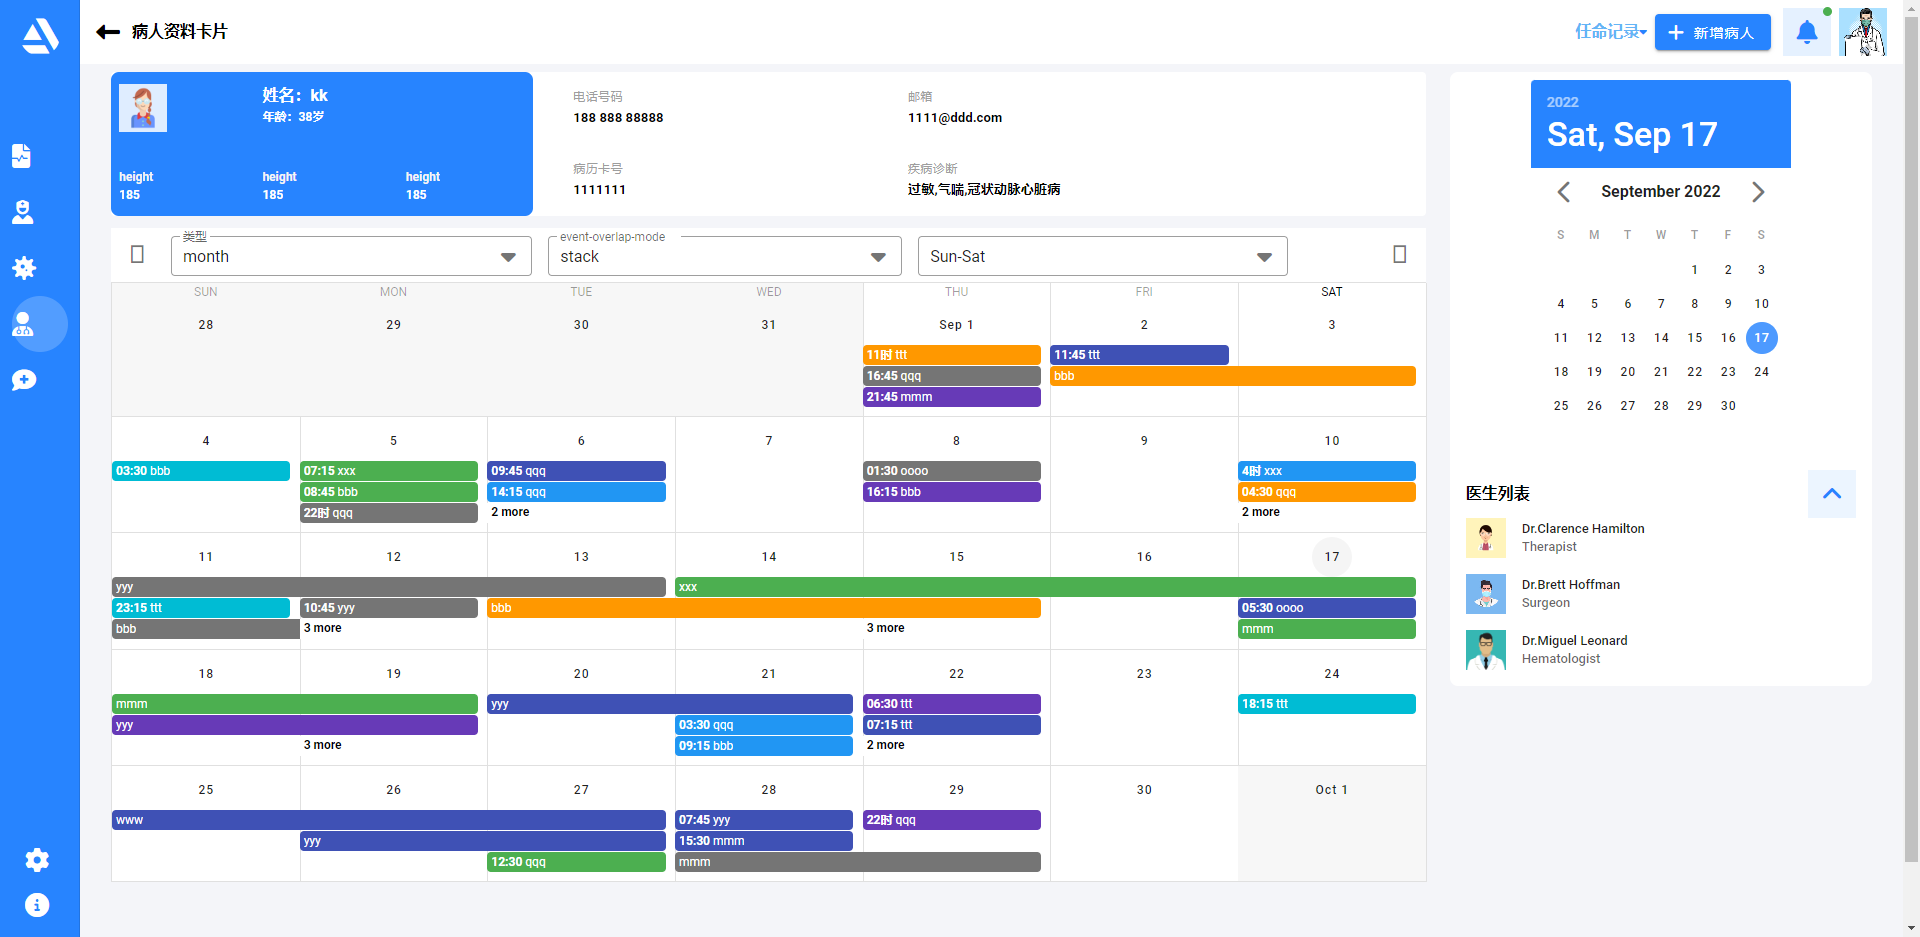 病人资料卡片
任命记录
新增病人
姓名：kk
年龄：38岁
height
185
height
185
height
185
电话号码
188 888 88888
邮箱
1111@ddd.com
病历卡号
1111111
疾病诊断
过敏,气喘,冠状动脉心脏病
类型
month
event-overlap-mode
stack
Sun-Sat
SUN MON TUE WED THU FRI SAT
28 29 30 31 Sep 1 2 3
11时 ttt
16:45 qqq
21:45 mmm
11:45 ttt
bbb
4 5 6 7 8 9 10
03:30 bbb
07:15 xxx
08:45 bbb
22时 qqq
09:45 qqq
14:15 qqq
2 more
01:30 oooo
16:15 bbb
4时 xxx
04:30 qqq
2 more
11 12 13 14 15 16 17
yyy
xxx
23:15 ttt
10:45 yyy
bbb
05:30 oooo
bbb
3 more
3 more
mmm
18 19 20 21 22 23 24
mmm
yyy
06:30 ttt
18:15 ttt
yyy
03:30 qqq
07:15 ttt
3 more
09:15 bbb
2 more
25 26 27 28 29 30 Oct 1
www
07:45 yyy
22时 qqq
yyy
15:30 mmm
12:30 qqq
mmm
2022
Sat, Sep 17
September 2022
S M T W T F S
1 2 3
4 5 6 7 8 9 10
11 12 13 14 15 16 17
18 19 20 21 22 23 24
25 26 27 28 29 30
医生列表
Dr.Clarence Hamilton
Therapist
Dr.Brett Hoffman
Surgeon
Dr.Miguel Leonard
Hematologist